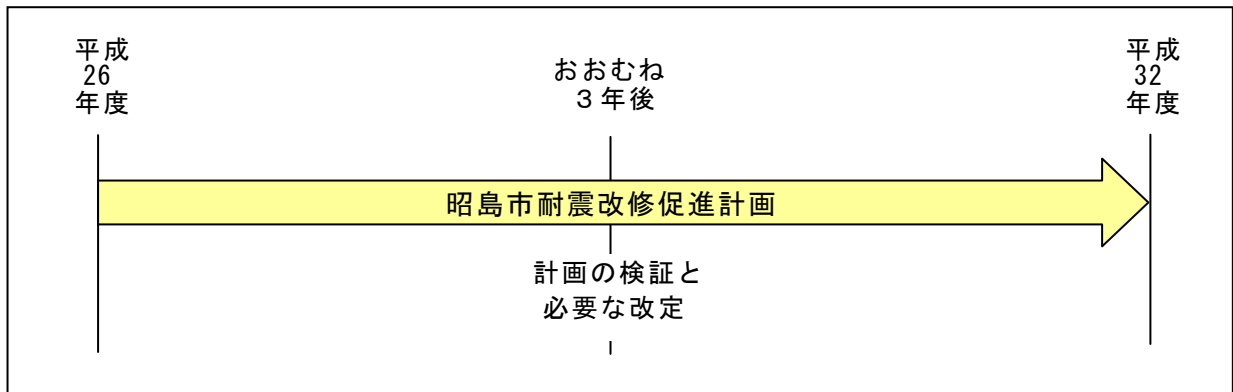 平成
26
年度
おおむね
３年後
平成
32
年度
昭島市耐震改修促進計画
計画の検証と
必要な改定